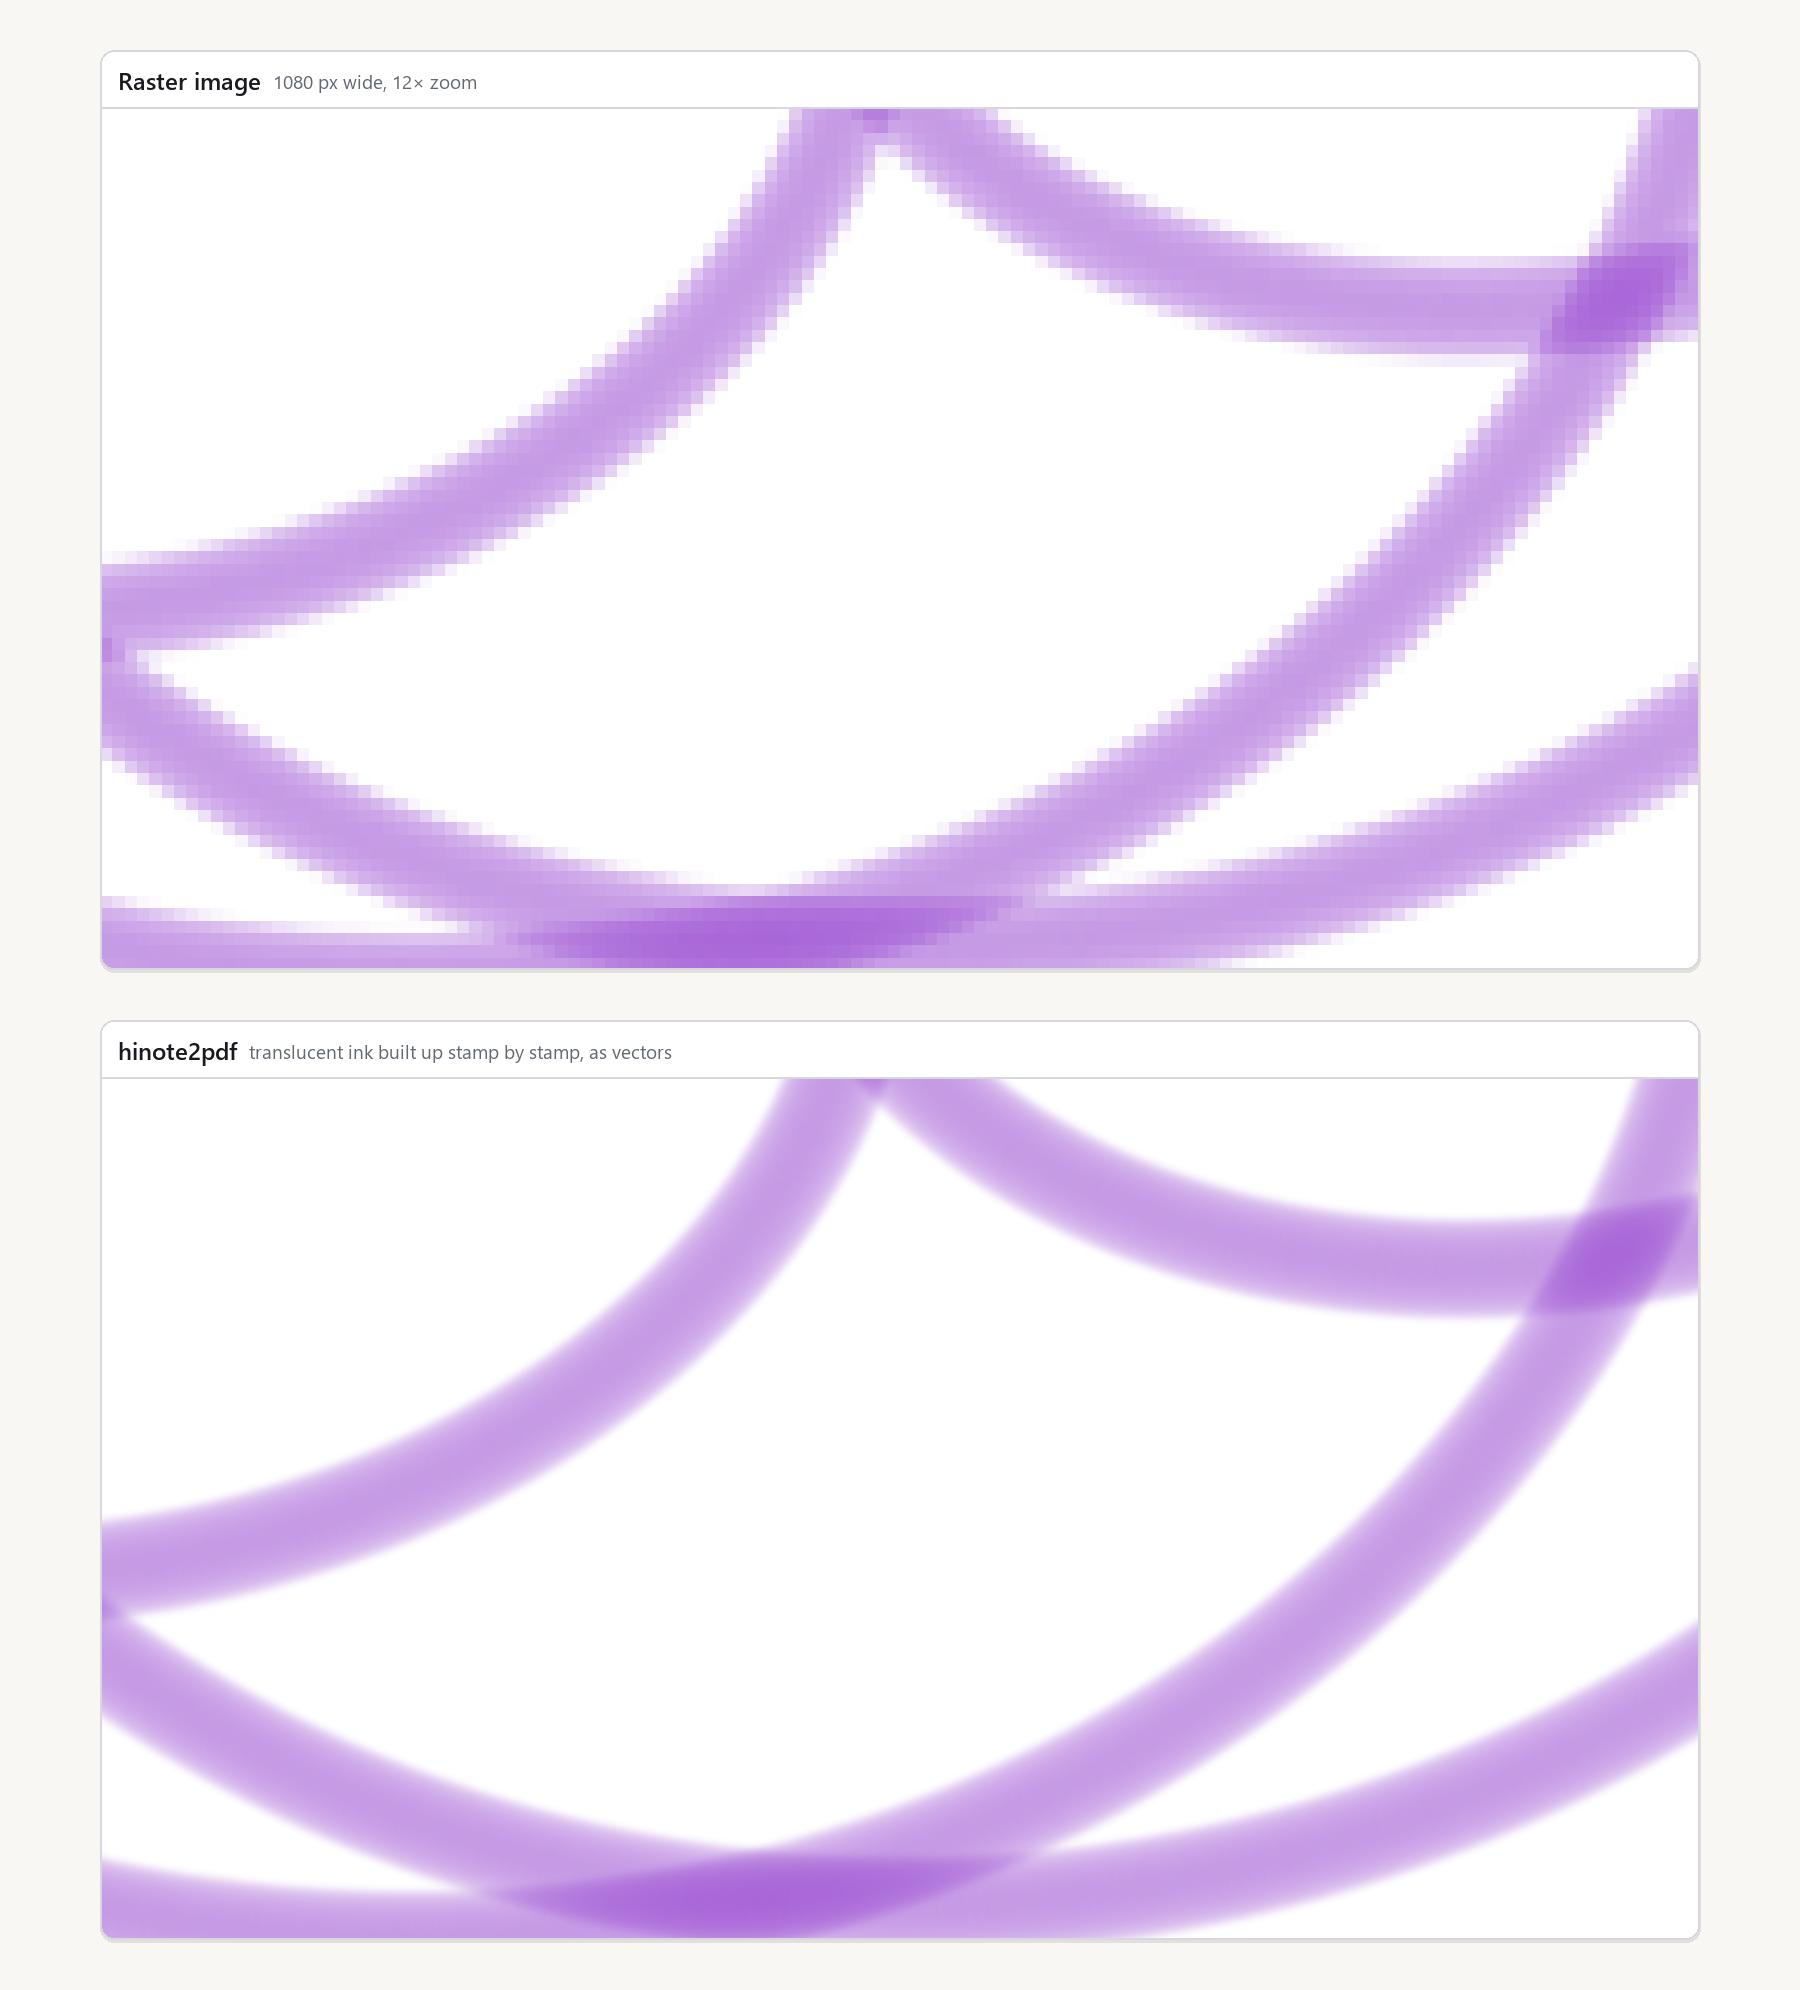 Raster image 1080 px wide, 12× zoom
hinote2pdf translucent ink built up stamp by stamp, as vectors